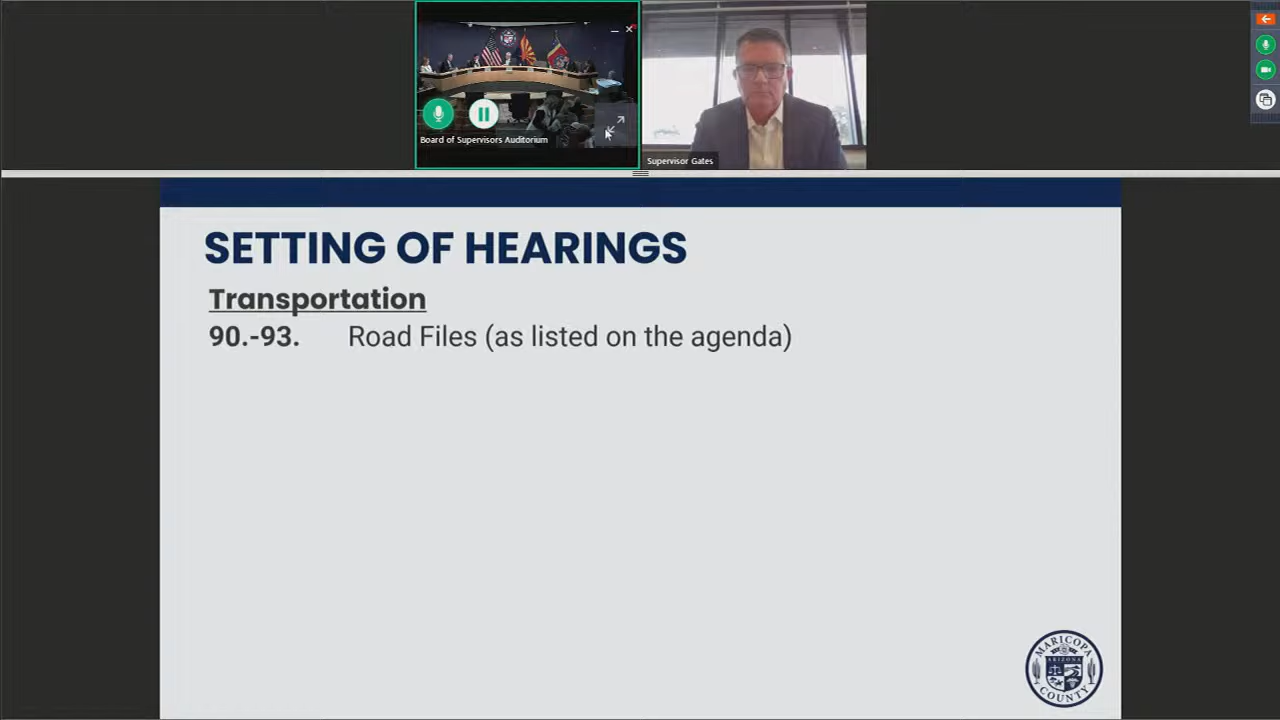 Board of Supervisors Auditorium
Supervisor Gates
SETTING OF HEARINGS
Transportation
90.-93. Road Files (as listed on the agenda)
MARICOPA
ARIZONA
COUNTY